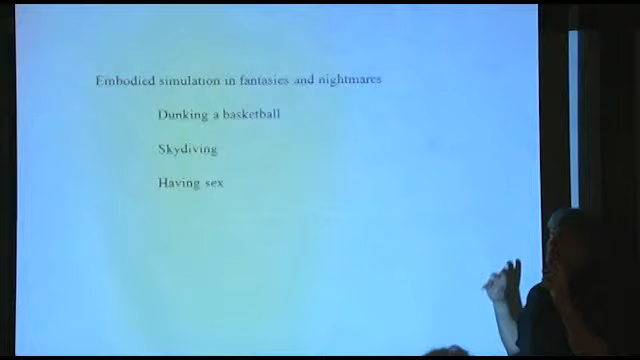 Embodied simulation in fantasies and nightmares
Dunking a basketball
Skydiving
Having sex